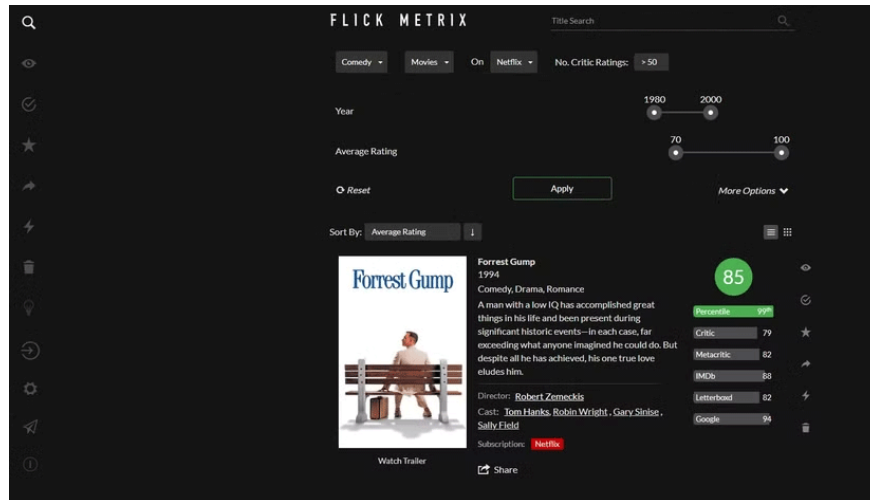 FLICK METRIX
Title Search
Comedy Movies On Netflix No. Critic Ratings: > 50
Year 1980 2000
Average Rating 70 100
Reset Apply More Options
Sort By: Average Rating ↓
Forrest Gump
Forrest Gump
1994
Comedy, Drama, Romance
A man with a low IQ has accomplished great
things in his life and been present during
significant historic events—in each case, far
exceeding what anyone imagined he could do. But
despite all he has achieved, his one true love
eludes him.
Director: Robert Zemeckis
Cast: Tom Hanks, Robin Wright , Gary Sinise ,
Sally Field
Subscription: Netflix
Watch Trailer
Share
85
Percentile 99th
Critic 79
Metacritic 82
IMDb 88
Letterboxd 82
Google 94